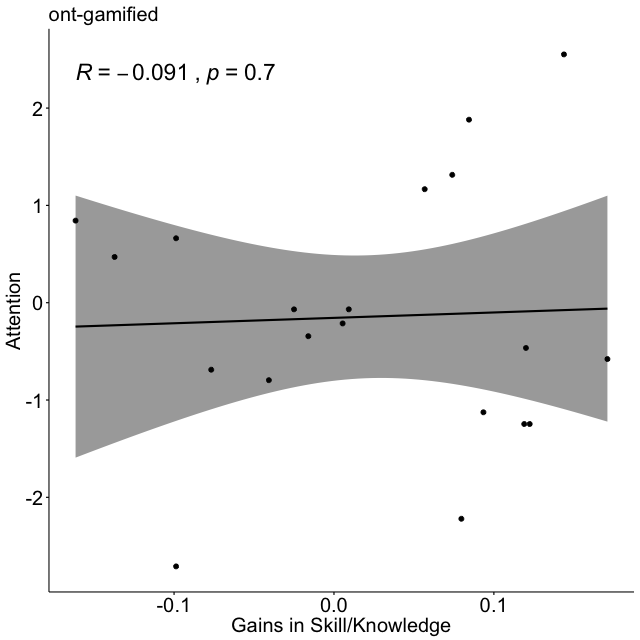 ont-gamified
R = −0.091 , p = 0.7
2
1
0
-1
-2
Attention
-0.1 0.0 0.1
Gains in Skill/Knowledge